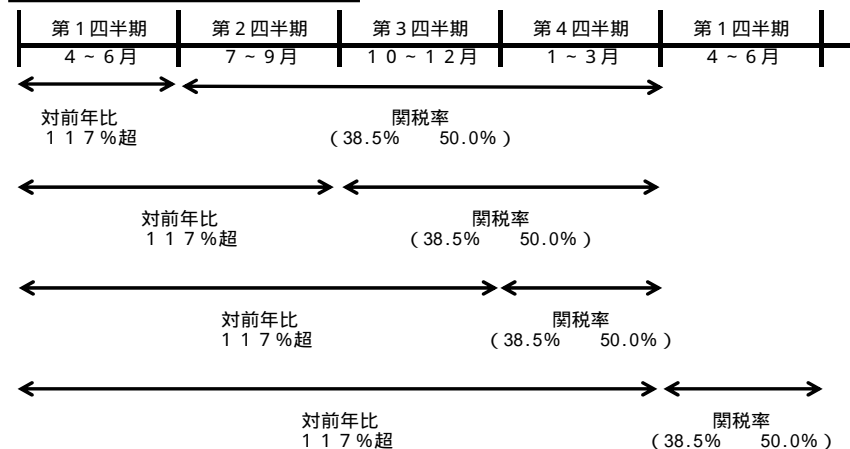 第1四半期 第2四半期 第3四半期 第4四半期 第1四半期
4~6月 7~9月 10~12月 1~3月 4~6月
対前年比 関税率
117%超 (38.5% 50.0%)
対前年比 関税率
117%超 (38.5% 50.0%)
対前年比 関税率
117%超 (38.5% 50.0%)
対前年比 関税率
117%超 (38.5% 50.0%)